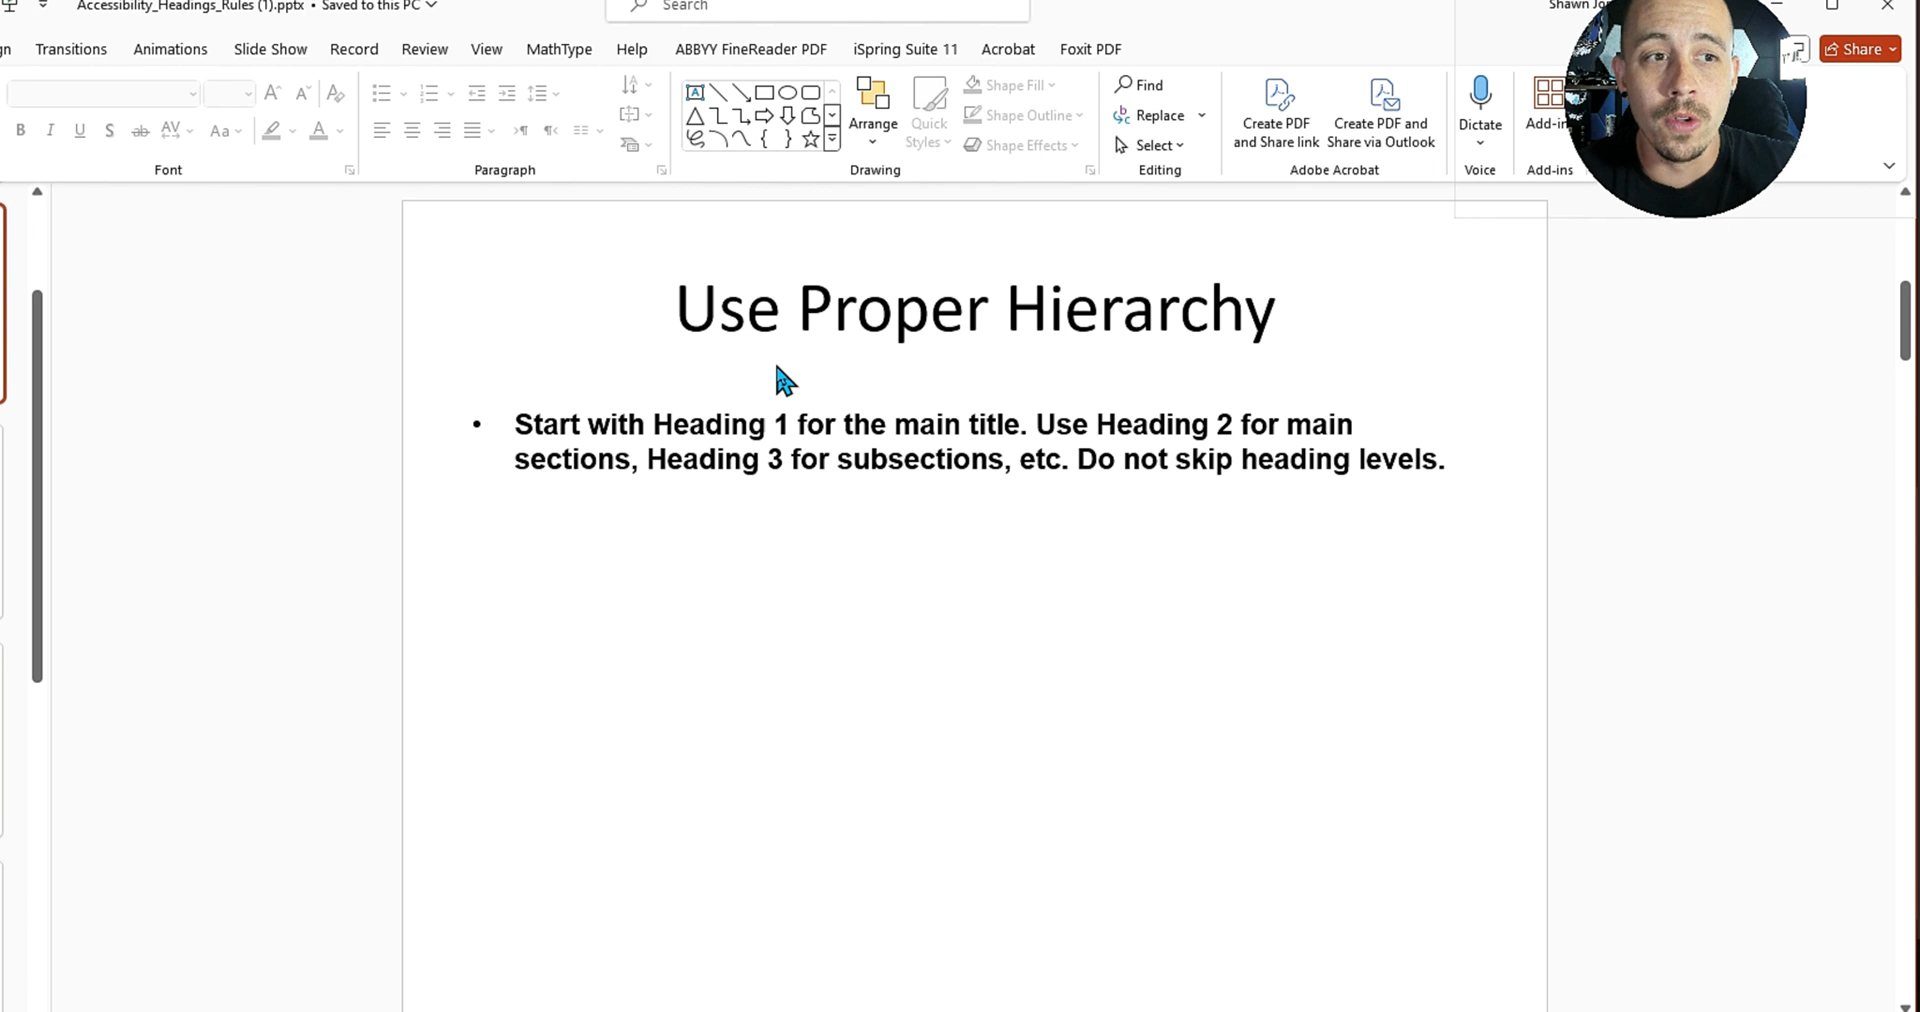 Accessibility_Headings_Rules (1).pptx • Saved to this PC
Search
Shawn
Transitions Animations Slide Show Record Review View MathType Help ABBYY FineReader PDF iSpring Suite 11 Acrobat Foxit PDF
Share
Find
Replace
Select
Arrange
Quick
Styles
Shape Fill
Shape Outline
Shape Effects
Create PDF
and Share link
Create PDF and
Share via Outlook
Dictate
B I U S ab AV Aa A
Font Paragraph Drawing Editing Adobe Acrobat Voice Add-ins
Use Proper Hierarchy
• Start with Heading 1 for the main title. Use Heading 2 for main
sections, Heading 3 for subsections, etc. Do not skip heading levels.